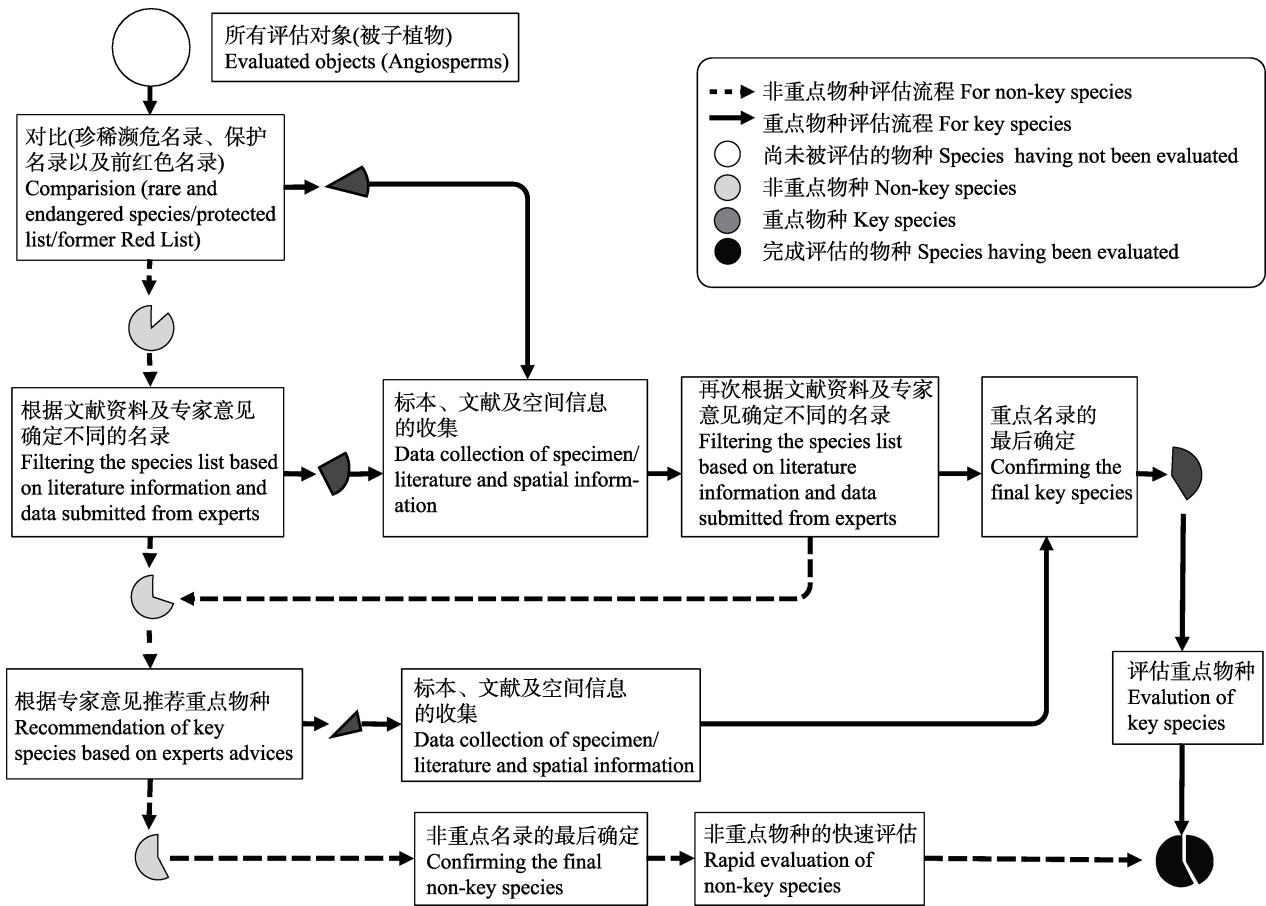 所有评估对象(被子植物)
Evaluated objects (Angiosperms)
非重点物种评估流程 For non-key species
重点物种评估流程 For key species
尚未被评估的物种 Species having not been evaluated
非重点物种 Non-key species
重点物种 Key species
完成评估的物种 Species having been evaluated
对比(珍稀濒危名录、保护
名录以及前红色名录)
Comparision (rare and
endangered species/protected
list/former Red List)
根据文献资料及专家意见
确定不同的名录
Filtering the species list based
on literature information and
data submitted from experts
标本、文献及空间信息
的收集
Data collection of specimen/
literature and spatial inform-
ation
再次根据文献资料及专家
意见确定不同的名录
Filtering the species list
based on literature
information and data
submitted from experts
重点名录的
最后确定
Confirming the
final key species
根据专家意见推荐重点物种
Recommendation of key
species based on experts advices
标本、文献及空间信息
的收集
Data collection of specimen/
literature and spatial information
评估重点物种
Evalution of
key species
非重点名录的最后确定
Confirming the final
non-key species
非重点物种的快速评估
Rapid evaluation of
non-key species